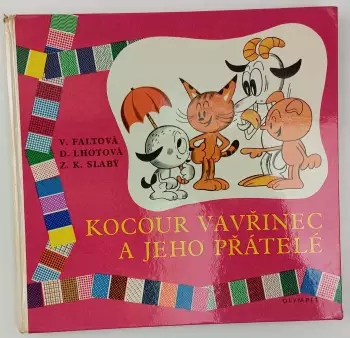 V. FALTOVÁ
D. LHOTOVÁ
Z. K. SLABÝ
KOCOUR VAVŘINEC
A JEHO PŘÁTELÉ
OLYMPIA